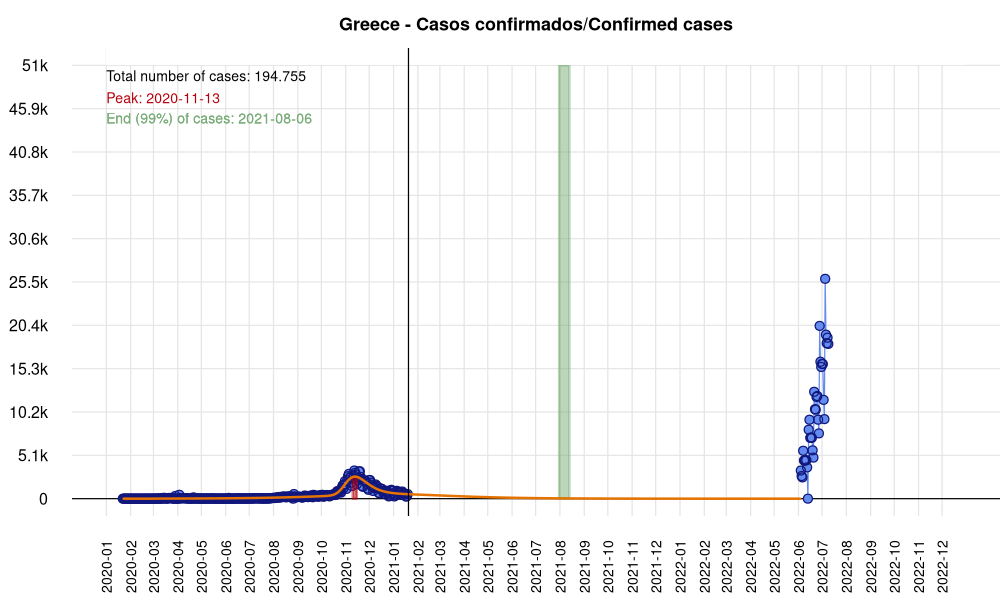 Greece - Casos confirmados/Confirmed cases
51k
45.9k
40.8k
35.7k
30.6k
25.5k
20.4k
15.3k
10.2k
5.1k
0
Total number of cases: 194.755
Peak: 2020-11-13
End (99%) of cases: 2021-08-06
2020-01
2020-02
2020-03
2020-04
2020-05
2020-06
2020-07
2020-08
2020-09
2020-10
2020-11
2020-12
2021-01
2021-02
2021-03
2021-04
2021-05
2021-06
2021-07
2021-08
2021-09
2021-10
2021-11
2021-12
2022-01
2022-02
2022-03
2022-04
2022-05
2022-06
2022-07
2022-08
2022-09
2022-10
2022-11
2022-12